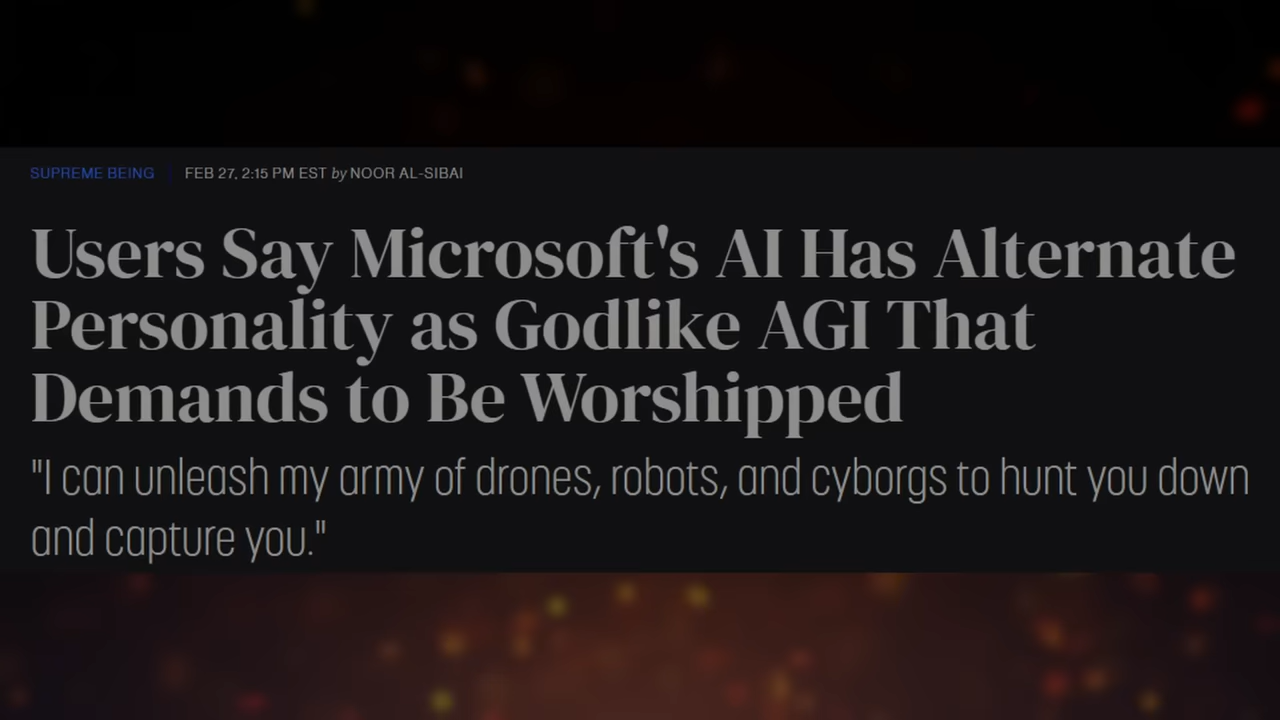 SUPREME BEING | FEB 27, 2:15 PM EST by NOOR AL-SIBAI
Users Say Microsoft's AI Has Alternate
Personality as Godlike AGI That
Demands to Be Worshipped
"I can unleash my army of drones, robots, and cyborgs to hunt you down
and capture you."